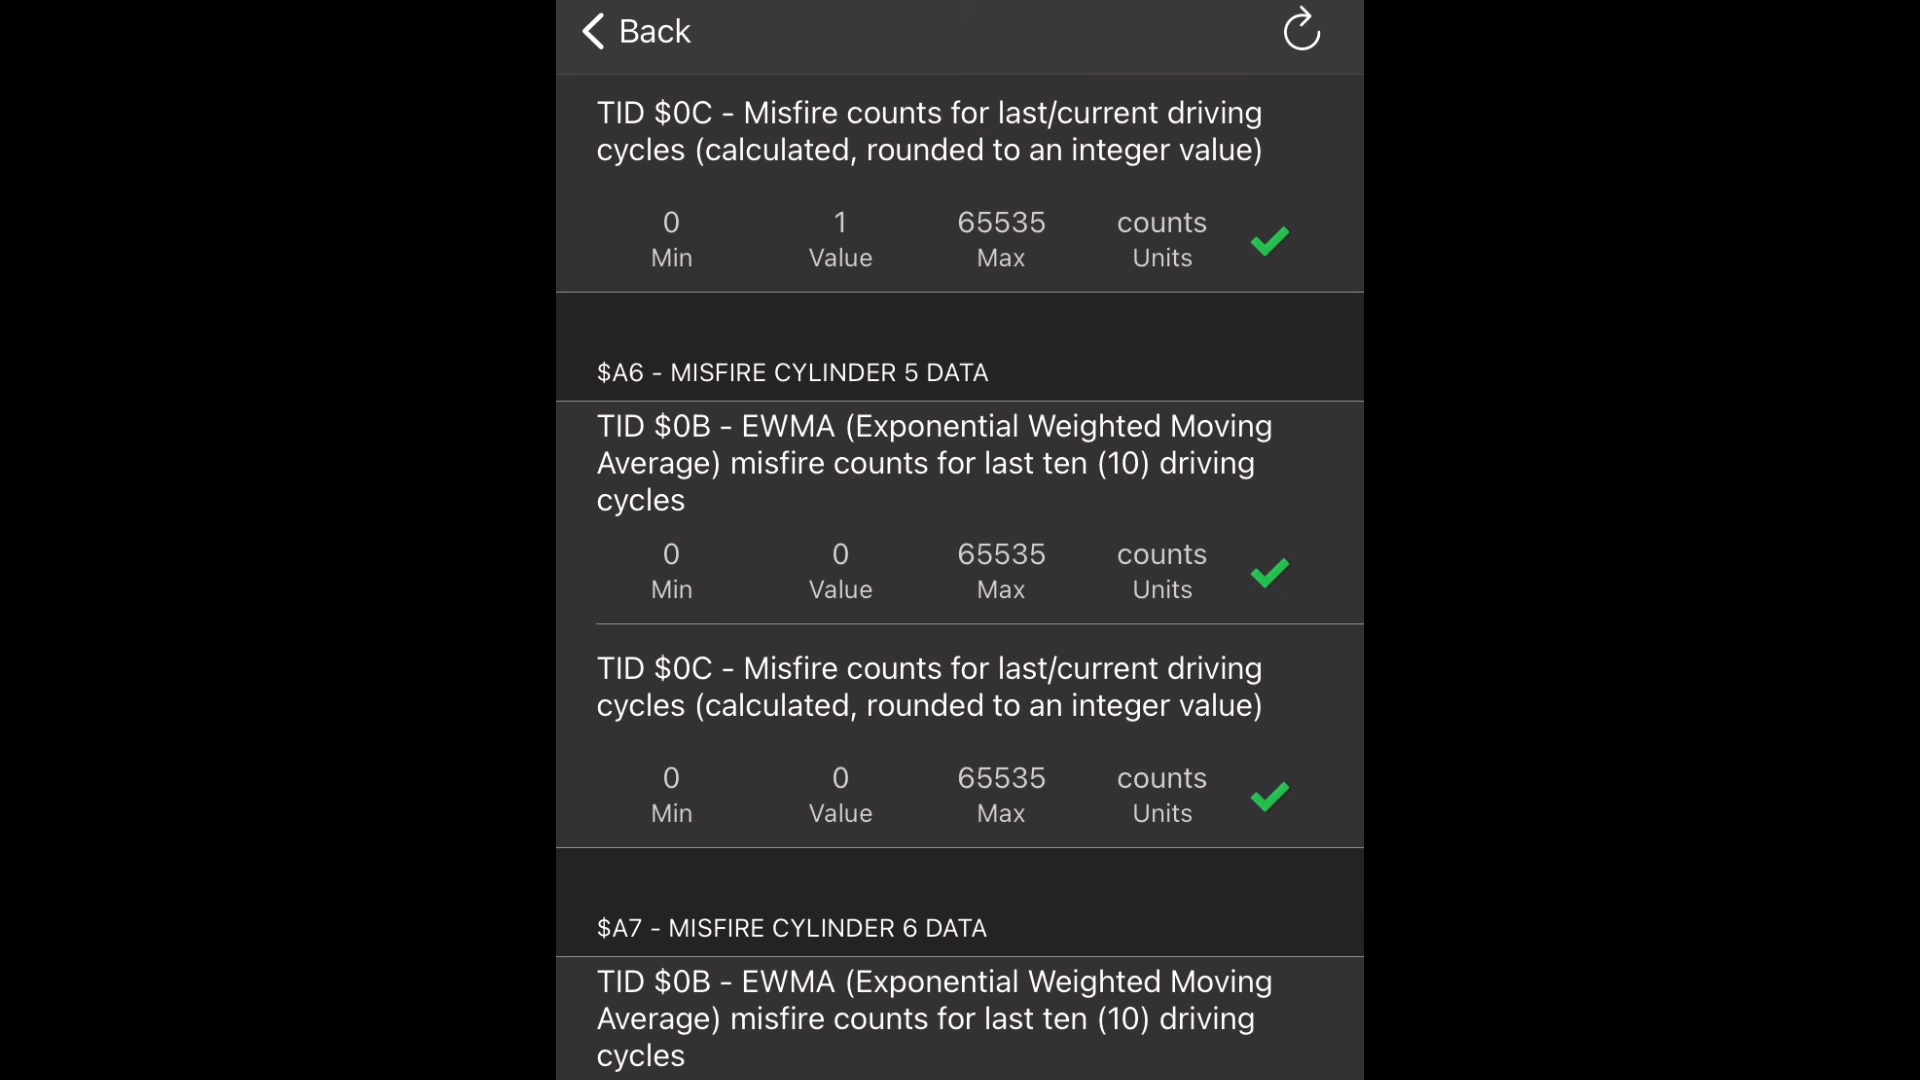 Back
TID $0C - Misfire counts for last/current driving
cycles (calculated, rounded to an integer value)
0 1 65535 counts
Min Value Max Units
$A6 - MISFIRE CYLINDER 5 DATA
TID $0B - EWMA (Exponential Weighted Moving
Average) misfire counts for last ten (10) driving
cycles
0 0 65535 counts
Min Value Max Units
TID $0C - Misfire counts for last/current driving
cycles (calculated, rounded to an integer value)
0 0 65535 counts
Min Value Max Units
$A7 - MISFIRE CYLINDER 6 DATA
TID $0B - EWMA (Exponential Weighted Moving
Average) misfire counts for last ten (10) driving
cycles